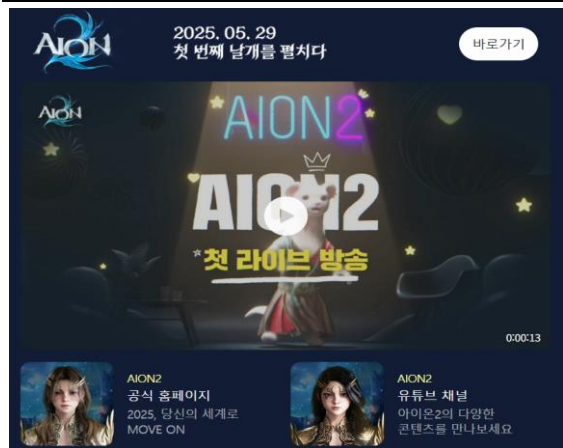 AION2
2025. 05. 29
첫 번째 날개를 펼치다
바로가기
AION2
AION2
AION2
첫 라이브 방송
0:00:13
AION2
공식 홈페이지
2025, 당신의 세계로
MOVE ON
AION2
유튜브 채널
아이온2의 다양한
콘텐츠를 만나보세요